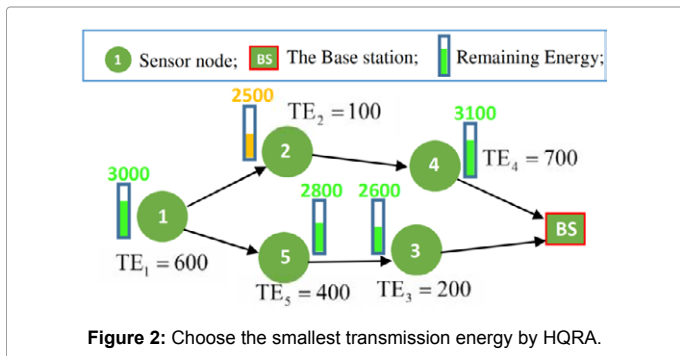 1 Sensor node; BS The Base station; Remaining Energy;
2500
TE₂ = 100
3100
2
4
TE₄ = 700
3000
2800 2600
1
BS
5
3
TE₁ = 600
TE₅ = 400
TE₃ = 200
Figure 2: Choose the smallest transmission energy by HQRA.